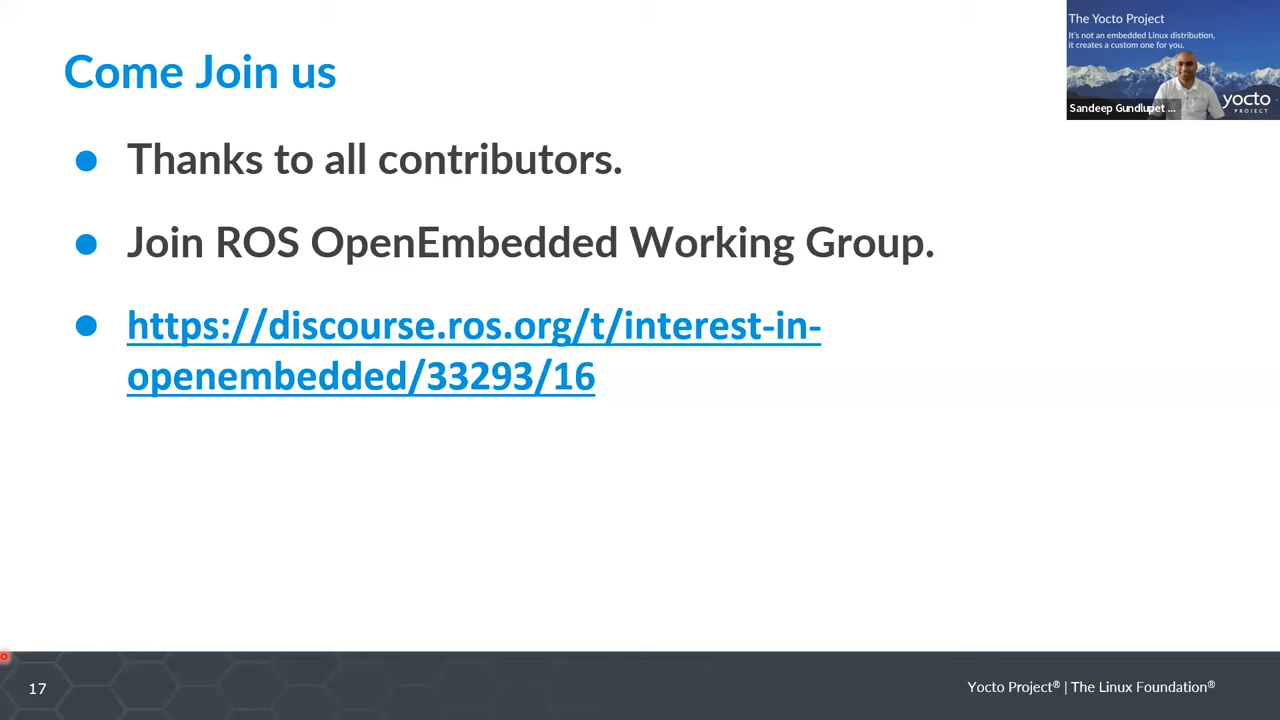 Come Join us
The Yocto Project
It's not an embedded Linux distribution,
it creates a custom one for you.
Sandeep Gundlupet ...
yocto
PROJECT
● Thanks to all contributors.
● Join ROS OpenEmbedded Working Group.
● https://discourse.ros.org/t/interest-in-
openembedded/33293/16
17
Yocto Project® | The Linux Foundation®